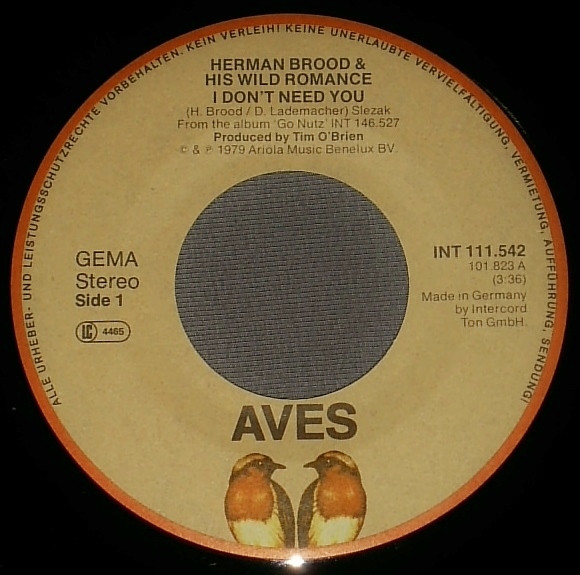 ALLE URHEBER- UND LEISTUNGSSCHUTZRECHTE VORBEHALTEN. KEIN VERLEIH! KEINE UNERLAUBTE VERVIELFÄLTIGUNG, VERMIETUNG, AUFFÜHRUNG, SENDUNG!
HERMAN BROOD &
HIS WILD ROMANCE
I DON'T NEED YOU
(H. Brood / D. Lademacher) Slezak
From the album 'Go Nutz' INT 146.527
Produced by Tim O'Brien
© & ℗ 1979 Ariola Music Benelux BV.
GEMA
Stereo
Side 1
LC 4465
INT 111.542
101.823 A
(3:36)
Made in Germany
by Intercord
Ton GmbH.
AVES